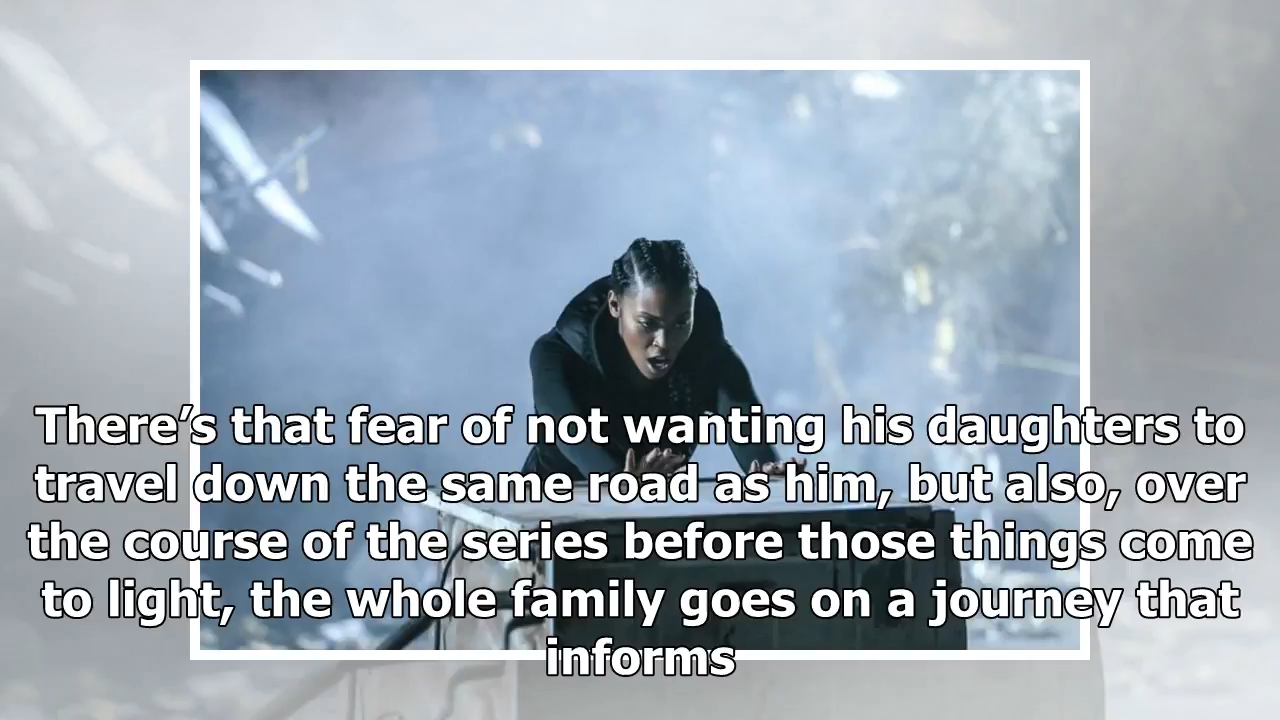 There’s that fear of not wanting his daughters to
travel down the same road as him, but also, over
the course of the series before those things come
to light, the whole family goes on a journey that
informs